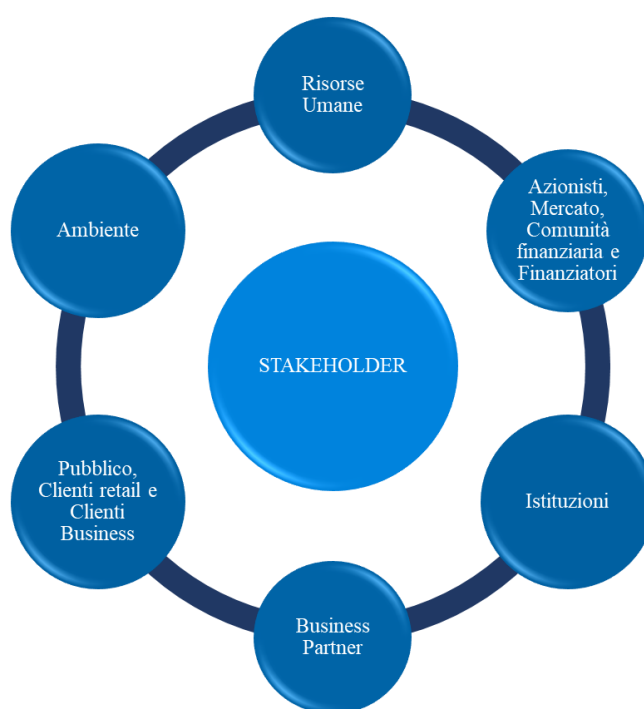 Risorse
Umane
Azionisti,
Mercato,
Comunità
finanziaria e
Finanziatori
Ambiente
STAKEHOLDER
Pubblico,
Clienti retail e
Clienti
Business
Istituzioni
Business
Partner